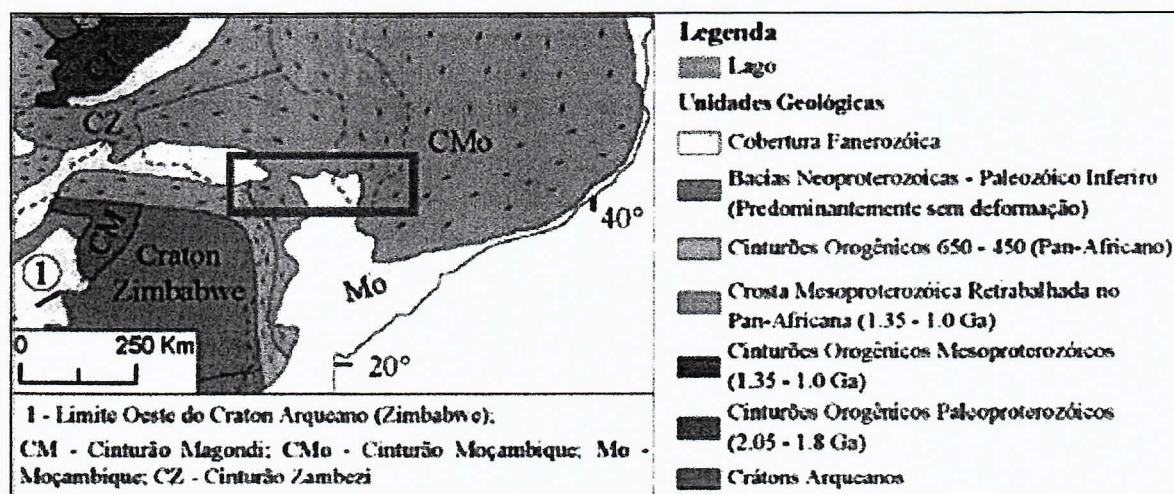 CZ
CMo
CM
Craton
Zimbabwe
1
Mo
40°
20°
0 250 Km
1 - Limite Oeste do Craton Arqueano (Zimbabwe);
CM - Cinturão Magondi; CMo - Cinturão Moçambique; Mo -
Moçambique; CZ - Cinturão Zambezi
Legenda
Lago
Unidades Geológicas
Cobertura Fanerozóica
Bacias Neoproterozoicas - Paleozóico Inferiro
(Predominantemente sem deformação)
Cinturões Orogênicos 650 - 450 (Pan-Africano)
Crosta Mesoproterozóica Retrabalhada no
Pan-Africana (1.35 - 1.0 Ga)
Cinturões Orogênicos Mesoproterozóicos
(1.35 - 1.0 Ga)
Cinturões Orogênicos Paleoproterozóicos
(2.05 - 1.8 Ga)
Crátons Arqueanos